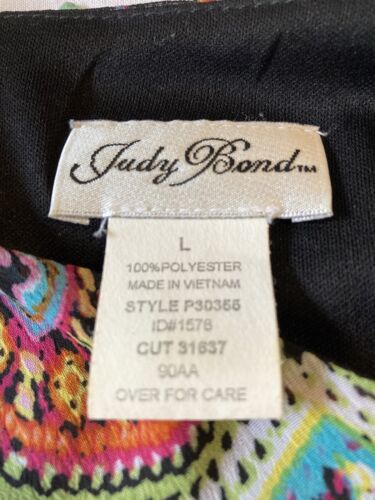 Judy Bond™
L
100%POLYESTER
MADE IN VIETNAM
STYLE P30355
ID#1578
CUT 31637
90AA
OVER FOR CARE